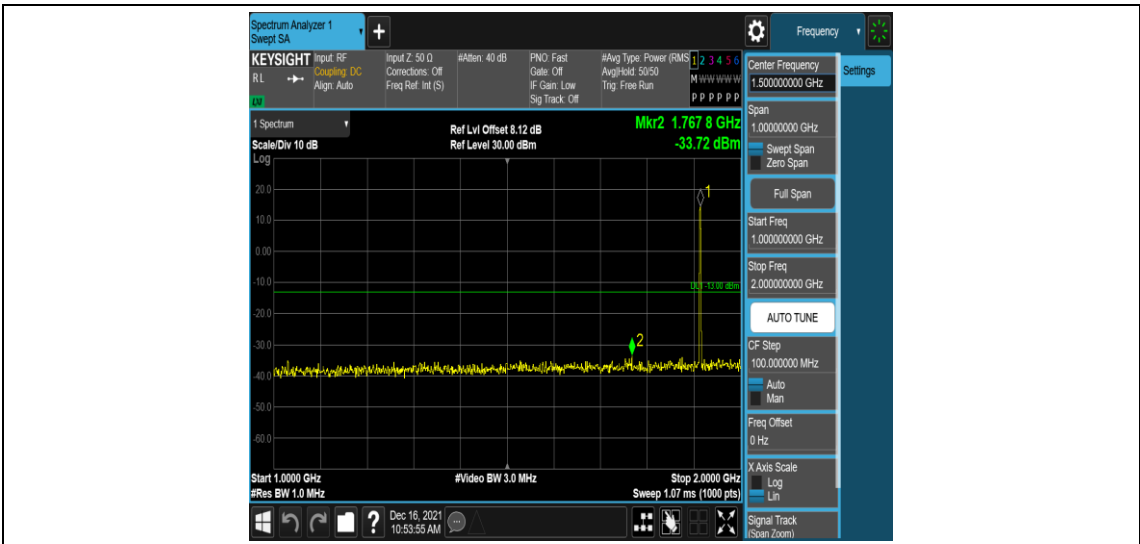 Spectrum Analyzer 1
Swept SA
+
Frequency
KEYSIGHT
RL
LXI
Input: RF
Coupling: DC
Align: Auto
Input Z: 50 Ω
Corrections: Off
Freq Ref: Int (S)
#Atten: 40 dB
PNO: Fast
Gate: Off
IF Gain: Low
Sig Track: Off
#Avg Type: Power (RMS
Avg|Hold: 50/50
Trig: Free Run
1 2 3 4 5 6
M W W W W W
P P P P P P
1 Spectrum
Scale/Div 10 dB
Log
Ref Lvl Offset 8.12 dB
Ref Level 30.00 dBm
Mkr2 1.767 8 GHz
-33.72 dBm
20.0
10.0
0.00
-10.0
-20.0
-30.0
-40.0
-50.0
-60.0
1
DL1 -13.00 dBm
2
Start 1.0000 GHz
#Res BW 1.0 MHz
#Video BW 3.0 MHz
Stop 2.0000 GHz
Sweep 1.07 ms (1000 pts)
?
Dec 16, 2021
10:53:55 AM
Center Frequency
1.500000000 GHz
Settings
Span
1.00000000 GHz
Swept Span
Zero Span
Full Span
Start Freq
1.000000000 GHz
Stop Freq
2.000000000 GHz
AUTO TUNE
CF Step
100.000000 MHz
Auto
Man
Freq Offset
0 Hz
X Axis Scale
Log
Lin
Signal Track
(Span Zoom)